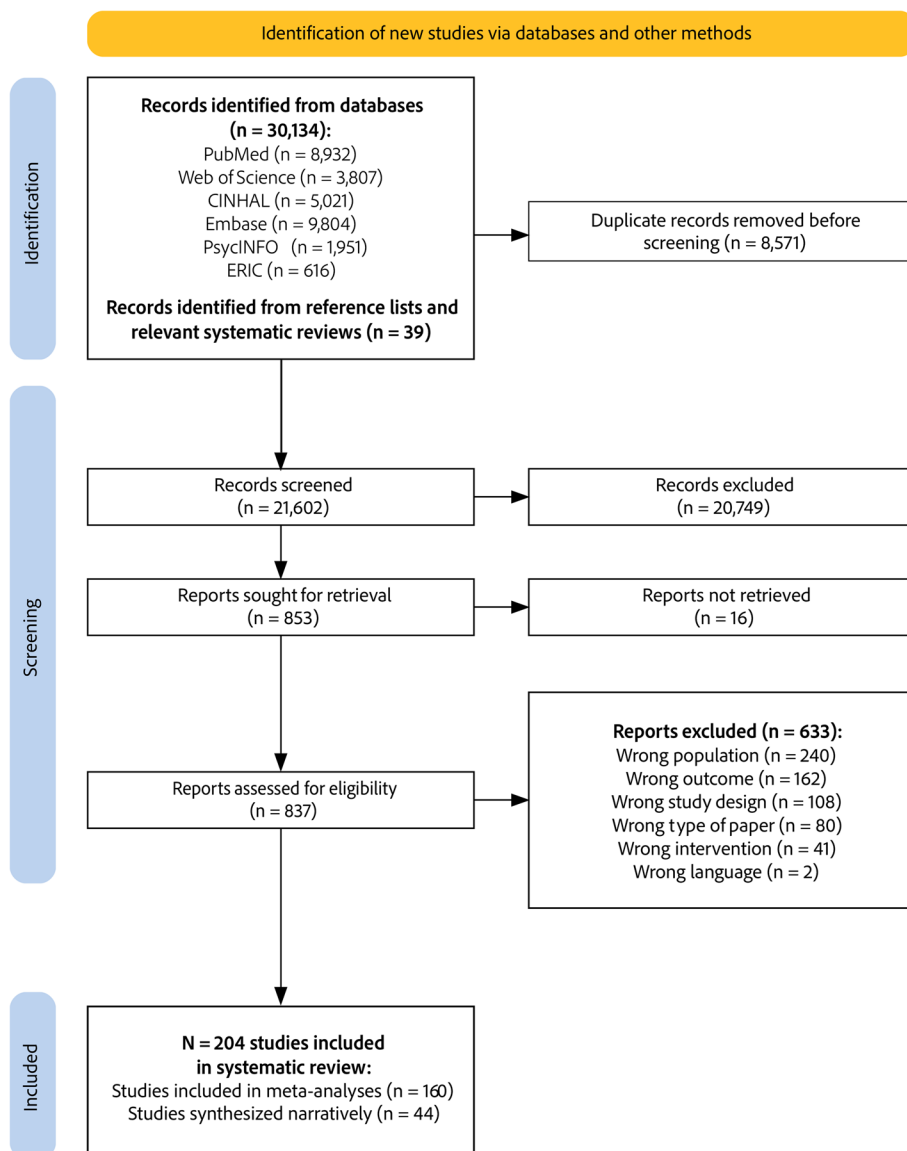 Identification of new studies via databases and other methods
Identification
Records identified from databases
(n = 30,134):
PubMed (n = 8,932)
Web of Science (n = 3,807)
CINHAL (n = 5,021)
Embase (n = 9,804)
PsycINFO (n = 1,951)
ERIC (n = 616)
Records identified from reference lists and
relevant systematic reviews (n = 39)
Duplicate records removed before
screening (n = 8,571)
Screening
Records screened
(n = 21,602)
Records excluded
(n = 20,749)
Reports sought for retrieval
(n = 853)
Reports not retrieved
(n = 16)
Reports assessed for eligibility
(n = 837)
Reports excluded (n = 633):
Wrong population (n = 240)
Wrong outcome (n = 162)
Wrong study design (n = 108)
Wrong type of paper (n = 80)
Wrong intervention (n = 41)
Wrong language (n = 2)
Included
N = 204 studies included
in systematic review:
Studies included in meta-analyses (n = 160)
Studies synthesized narratively (n = 44)